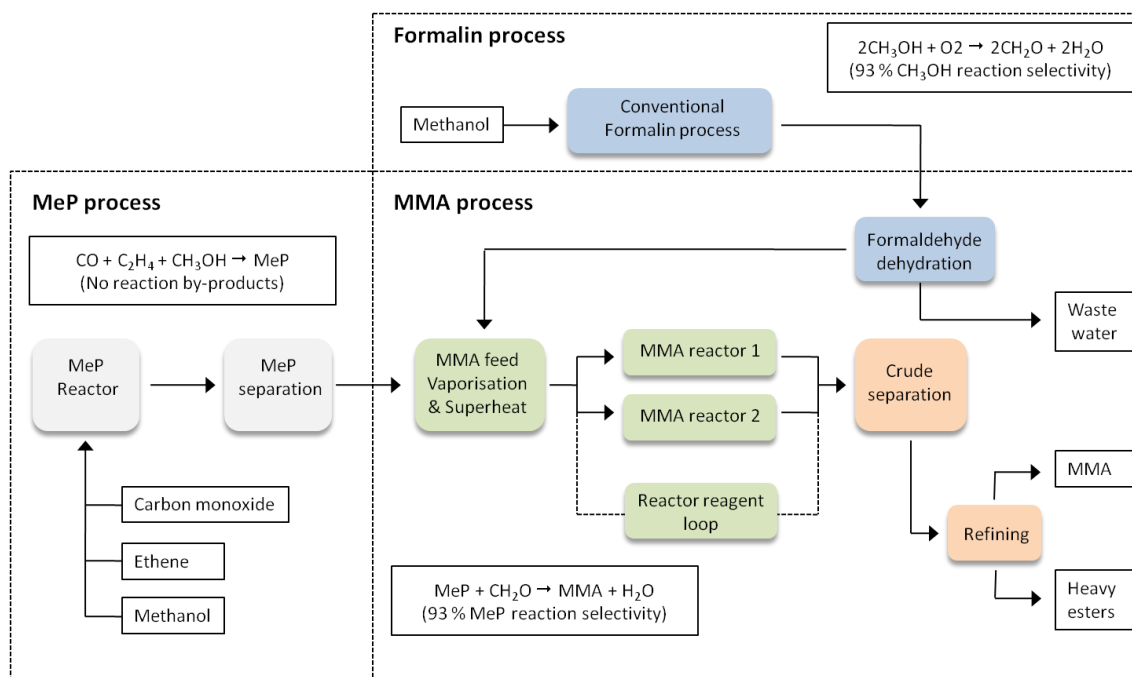 Formalin process
2CH₃OH + O2 → 2CH₂O + 2H₂O
(93 % CH₃OH reaction selectivity)
Methanol
Conventional
Formalin process
MeP process
MMA process
CO + C₂H₄ + CH₃OH → MeP
(No reaction by-products)
Formaldehyde
dehydration
Waste
water
MeP
Reactor
MeP
separation
MMA feed
Vaporisation
& Superheat
MMA reactor 1
MMA reactor 2
Crude
separation
Reactor reagent
loop
Carbon monoxide
Ethene
Methanol
MMA
Refining
Heavy
esters
MeP + CH₂O → MMA + H₂O
(93 % MeP reaction selectivity)